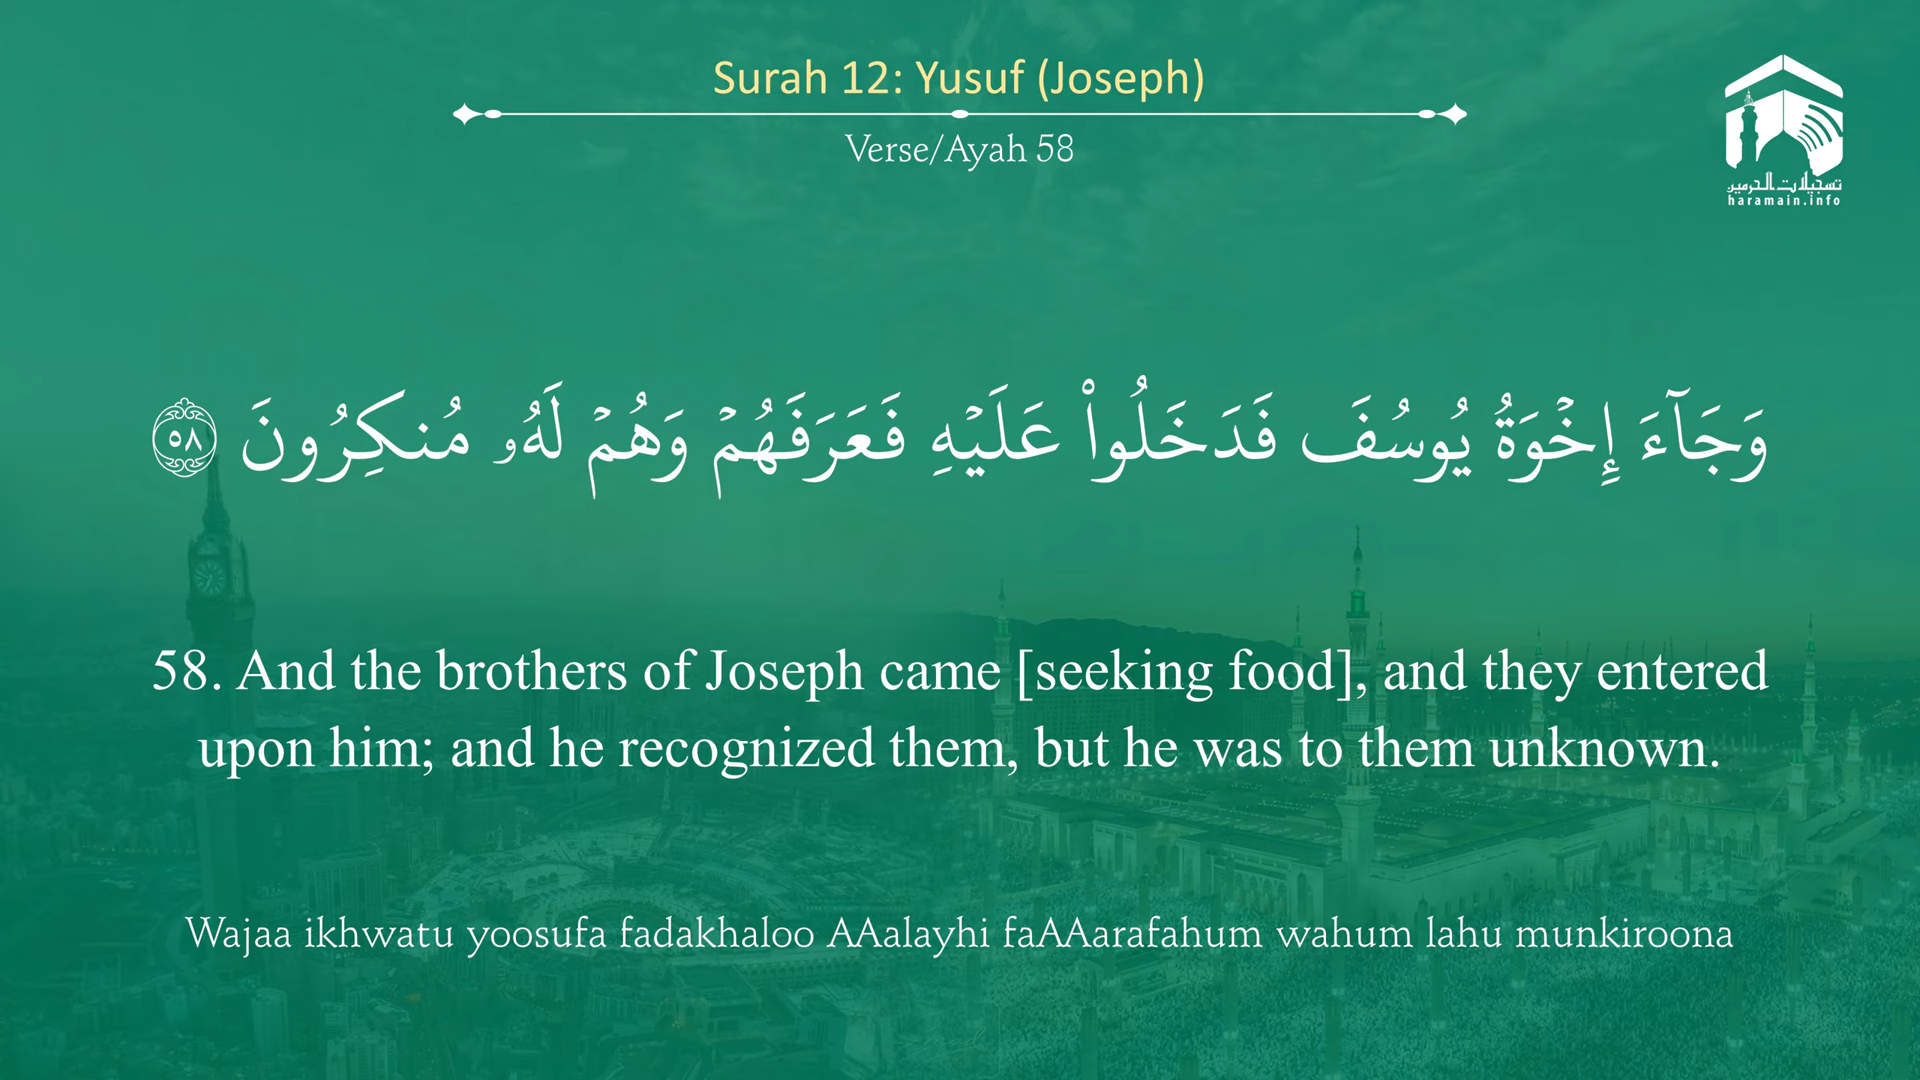 Surah 12: Yusuf (Joseph)
Verse/Ayah 58
تسجيلات الحرمين
haramain.info
وَجَآءَ إِخْوَةُ يُوسُفَ فَدَخَلُوا۟ عَلَيْهِ فَعَرَفَهُمْ وَهُمْ لَهُۥ مُنكِرُونَ ٥٨
58. And the brothers of Joseph came [seeking food], and they entered
upon him; and he recognized them, but he was to them unknown.
Wajaa ikhwatu yoosufa fadakhaloo AAalayhi faAAarafahum wahum lahu munkiroona